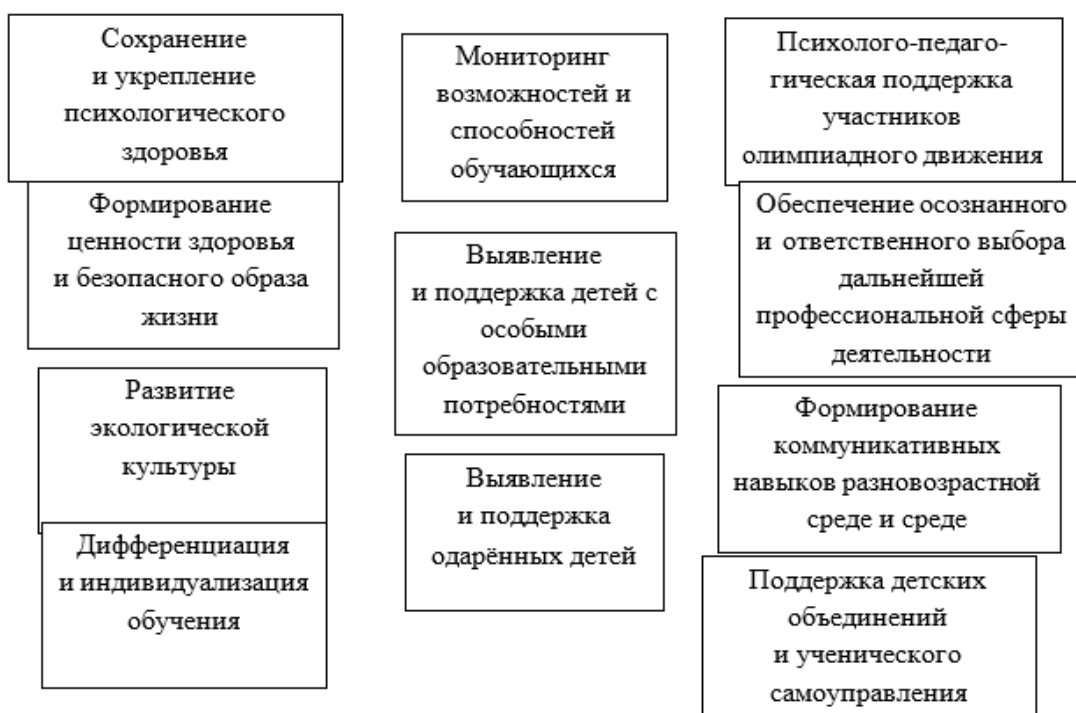 Сохранение
и укрепление
психологического
здоровья
Формирование
ценности здоровья
и безопасного образа
жизни
Развитие
экологической
культуры
Дифференциация
и индивидуализация
обучения
Мониторинг
возможностей и
способностей
обучающихся
Выявление
и поддержка детей с
особыми
образовательными
потребностями
Выявление
и поддержка
одарённых детей
Психолого-педаго-
гическая поддержка
участников
олимпиадного движения
Обеспечение осознанного
и ответственного выбора
дальнейшей
профессиональной сферы
деятельности
Формирование
коммуникативных
навыков разновозрастной
среде и среде
Поддержка детских
объединений
и ученического
самоуправления